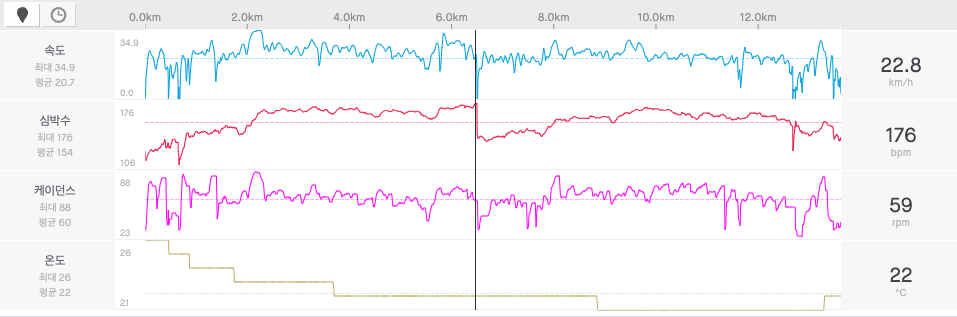 0.0km 2.0km 4.0km 6.0km 8.0km 10.0km 12.0km
속도
최대 34.9
평균 20.7
34.9
0.0
22.8
km/h
심박수
최대 176
평균 154
176
106
176
bpm
케이던스
최대 88
평균 60
88
23
59
rpm
온도
최대 26
평균 22
26
21
22
°C